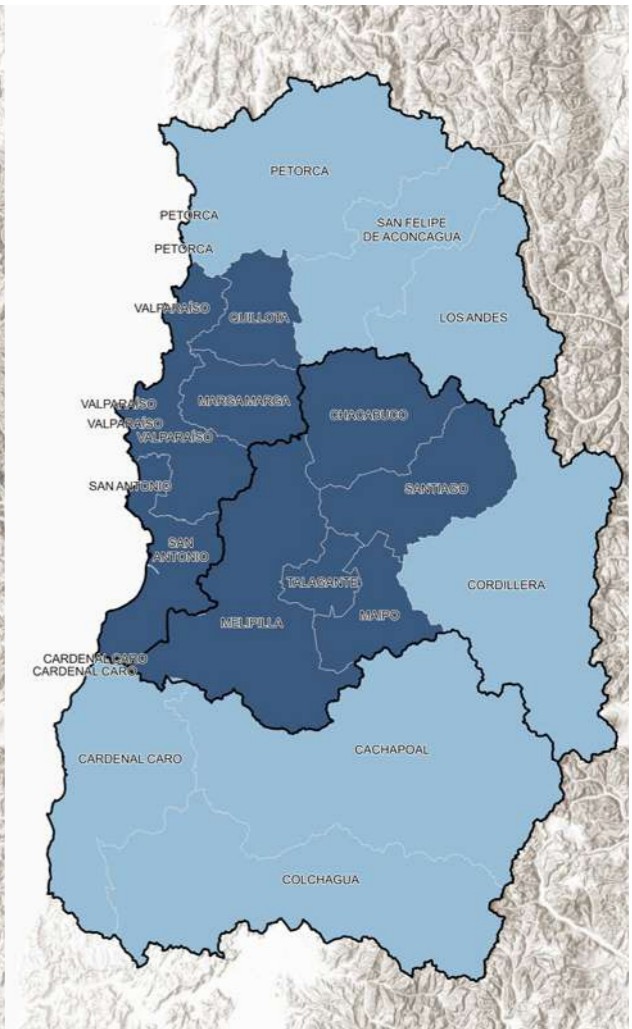 PETORCA
PETORCA
SAN FELIPE
DE ACONCAGUA
PETORCA
VALPARAÍSO
QUILLOTA
LOS ANDES
VALPARAÍSO
MARGA MARGA
CHACABUCO
VALPARAÍSO
VALPARAÍSO
SAN ANTONIO
SANTIAGO
SAN
ANTONIO
TALAGANTE
CORDILLERA
MELIPILLA
MAIPO
CARDENAL CARO
CARDENAL CARO
CARDENAL CARO
CACHAPOAL
COLCHAGUA